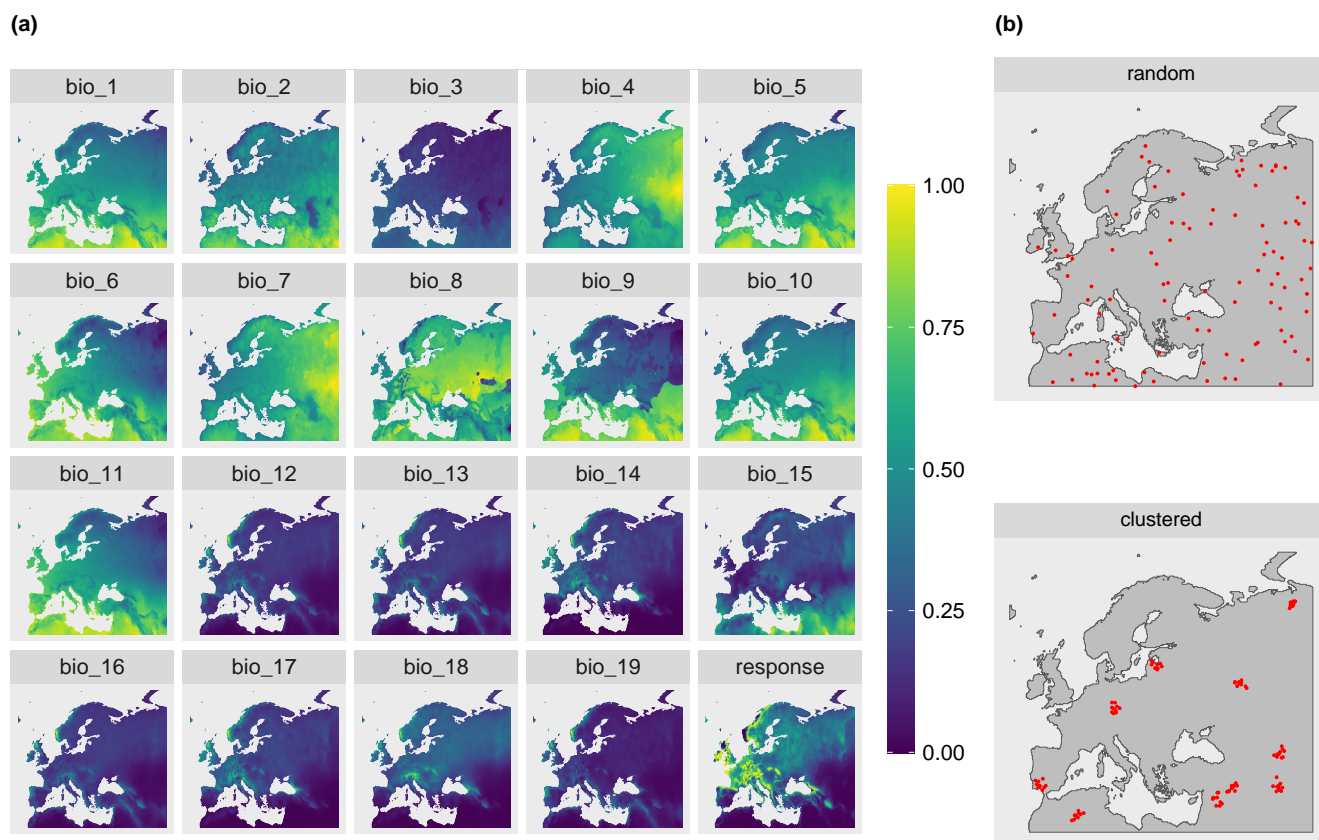 (a)
bio_1 bio_2 bio_3 bio_4 bio_5
bio_6 bio_7 bio_8 bio_9 bio_10
bio_11 bio_12 bio_13 bio_14 bio_15
bio_16 bio_17 bio_18 bio_19 response
1.00
0.75
0.50
0.25
0.00
(b)
random
clustered